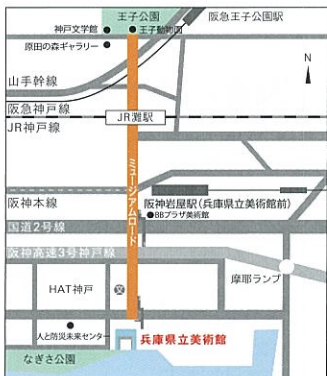 王子公園
阪急王子公園駅
神戸文学館
王子動物園
原田の森ギャラリー
N
山手幹線
阪急神戸線
JR神戸線
JR灘駅
ミュージアムロード
阪神岩屋駅(兵庫県立美術館前)
阪神本線
BBプラザ美術館
国道2号線
阪神高速3号神戸線
摩耶ランプ
HAT神戸
文
兵庫県立美術館
人と防災未来センター
なぎさ公園